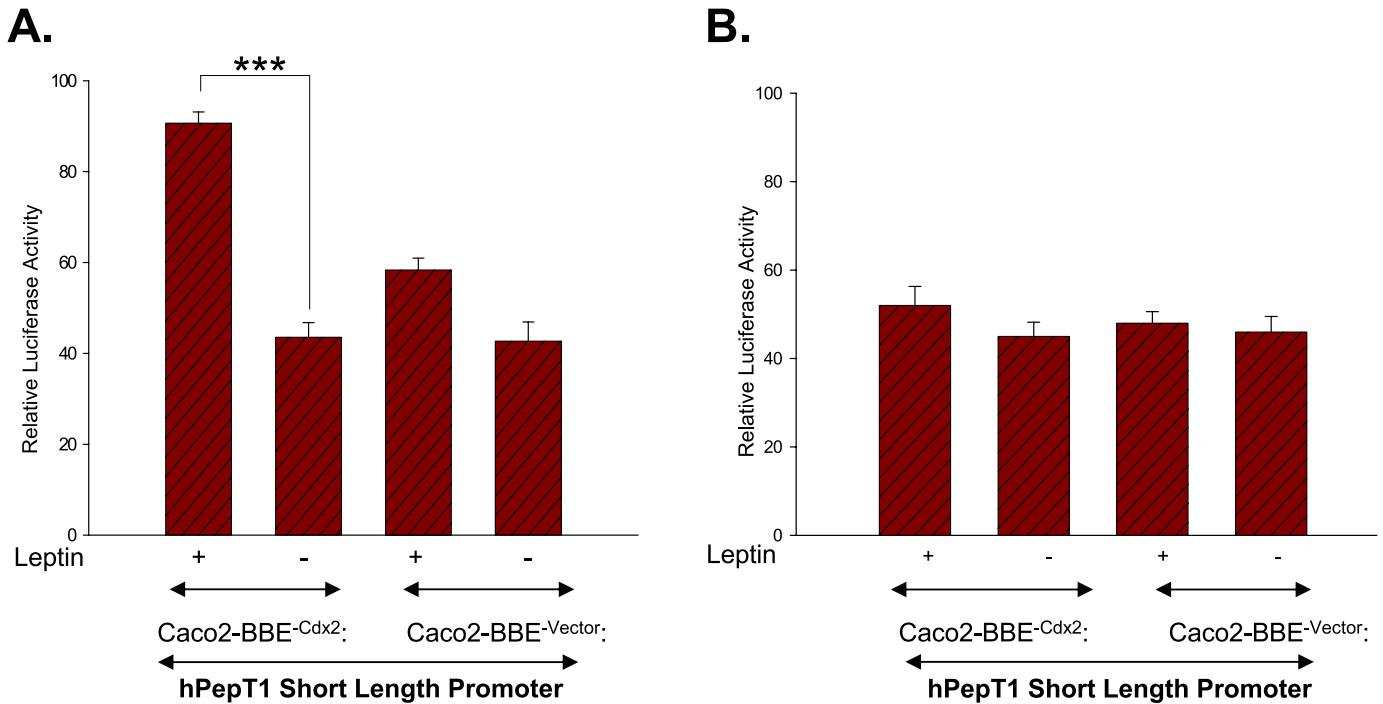 A.
***
100
80
60
40
20
0
Relative Luciferase Activity
Leptin + - + -
Caco2-BBE-Cdx2: Caco2-BBE-Vector:
hPepT1 Short Length Promoter
B.
100
80
60
40
20
0
Relative Luciferase Activity
Leptin + - + -
Caco2-BBE-Cdx2: Caco2-BBE-Vector:
hPepT1 Short Length Promoter